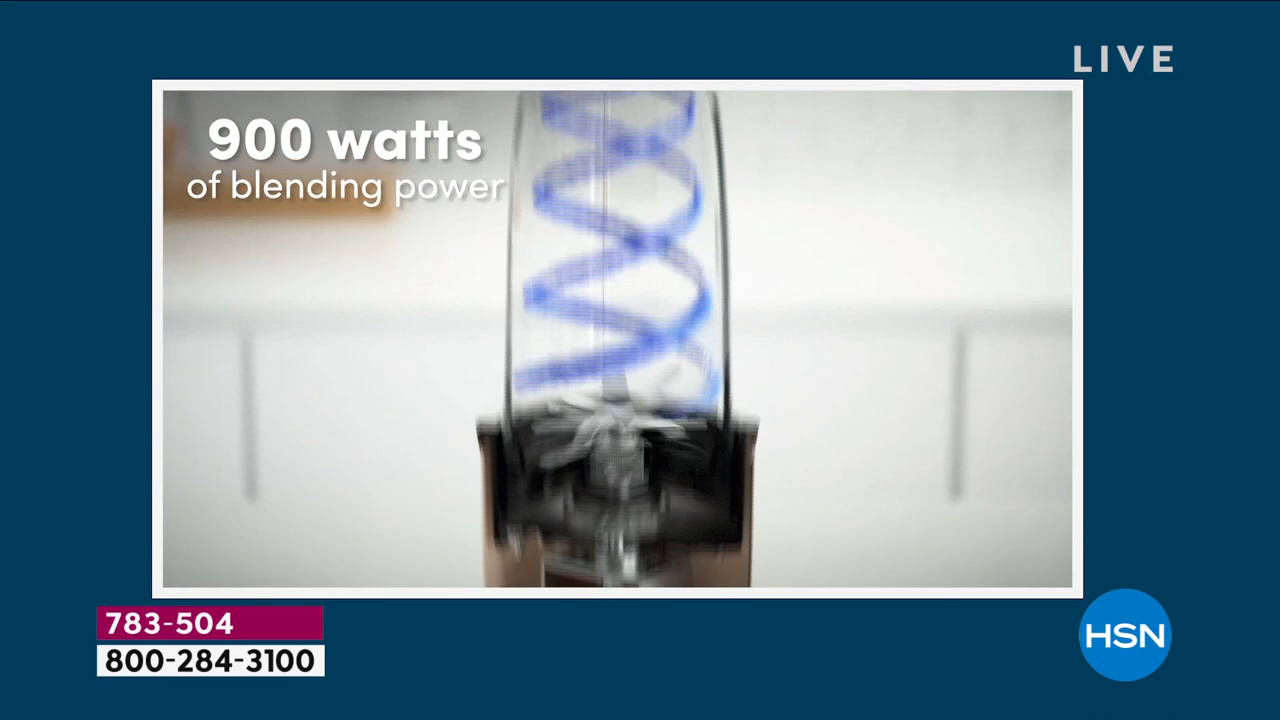 LIVE
900 watts
of blending power
783-504
800-284-3100
HSN